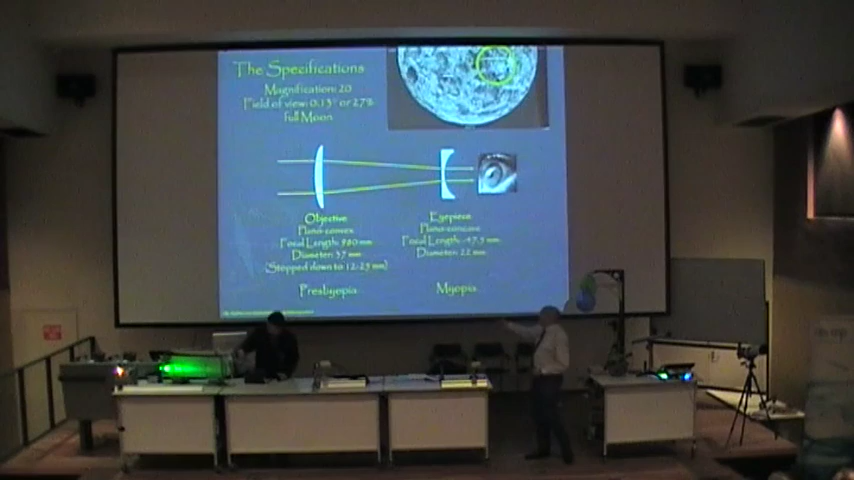 The Specifications
Magnification: 20
Field of view: 0.13° or 27%
full Moon
Objective
Plano-convex
Focal Length: 980 mm
Diameter: 37 mm
(Stopped down to 12-25 mm)
Presbyopia
Eyepiece
Plano-concave
Focal Length: -47.5 mm
Diameter: 22 mm
Myopia